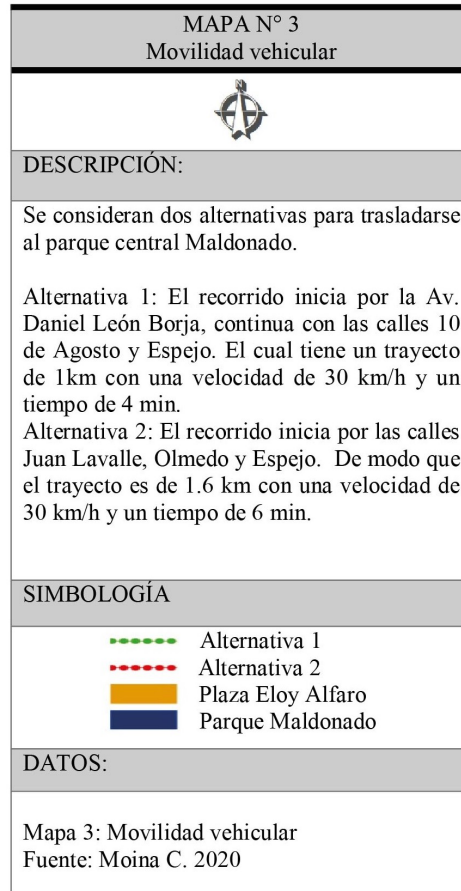 MAPA N° 3
Movilidad vehicular
N
DESCRIPCIÓN:
Se consideran dos alternativas para trasladarse
al parque central Maldonado.
Alternativa 1: El recorrido inicia por la Av.
Daniel León Borja, continua con las calles 10
de Agosto y Espejo. El cual tiene un trayecto
de 1km con una velocidad de 30 km/h y un
tiempo de 4 min.
Alternativa 2: El recorrido inicia por las calles
Juan Lavalle, Olmedo y Espejo. De modo que
el trayecto es de 1.6 km con una velocidad de
30 km/h y un tiempo de 6 min.
SIMBOLOGÍA
Alternativa 1
Alternativa 2
Plaza Eloy Alfaro
Parque Maldonado
DATOS:
Mapa 3: Movilidad vehicular
Fuente: Moina C. 2020